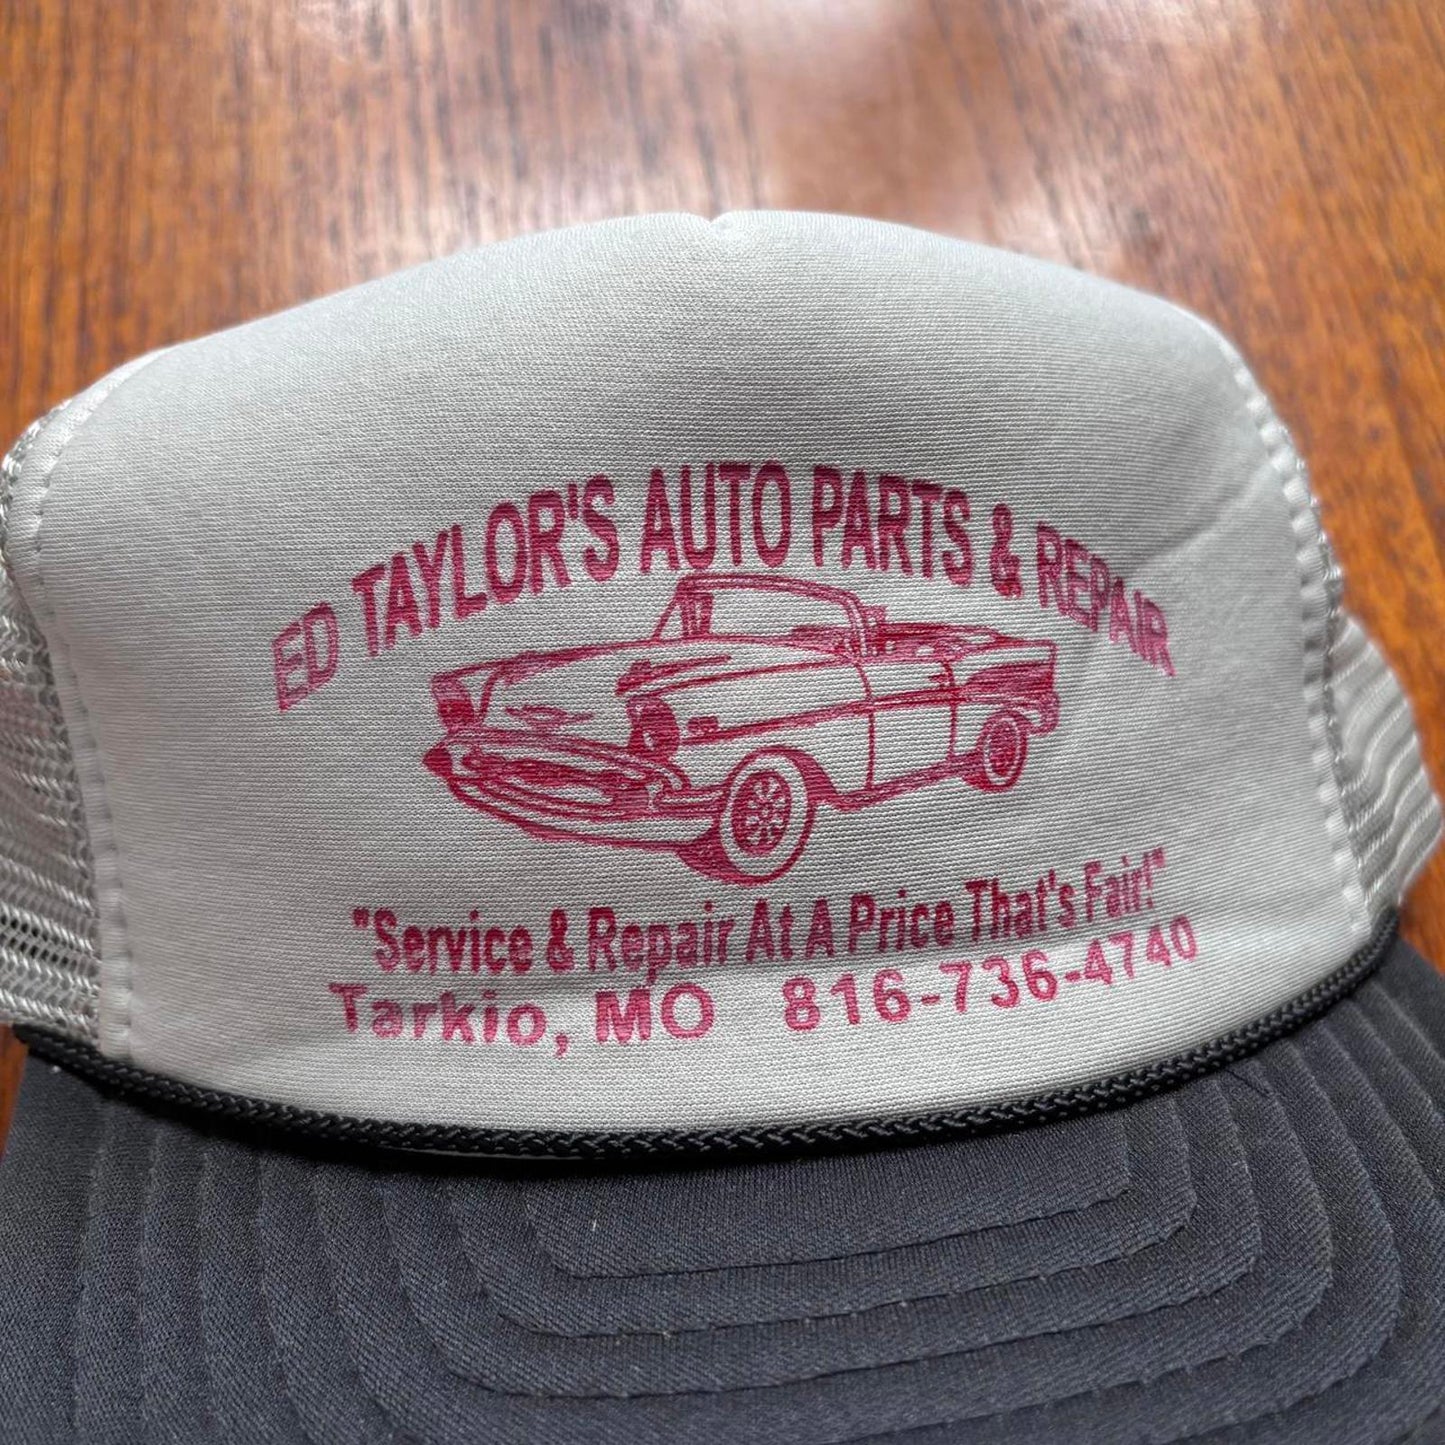 ED TAYLOR'S AUTO PARTS & REPAIR
"Service & Repair At A Price That's Fair!"
Tarkio, MO 816-736-4740